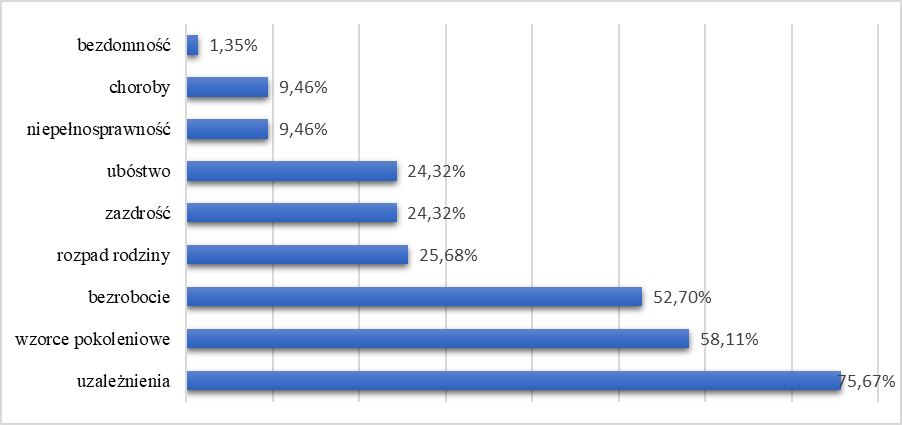 bezdomność 1,35%
choroby 9,46%
niepełnosprawność 9,46%
ubóstwo 24,32%
zazdrość 24,32%
rozpad rodziny 25,68%
bezrobocie 52,70%
wzorce pokoleniowe 58,11%
uzależnienia 75,67%